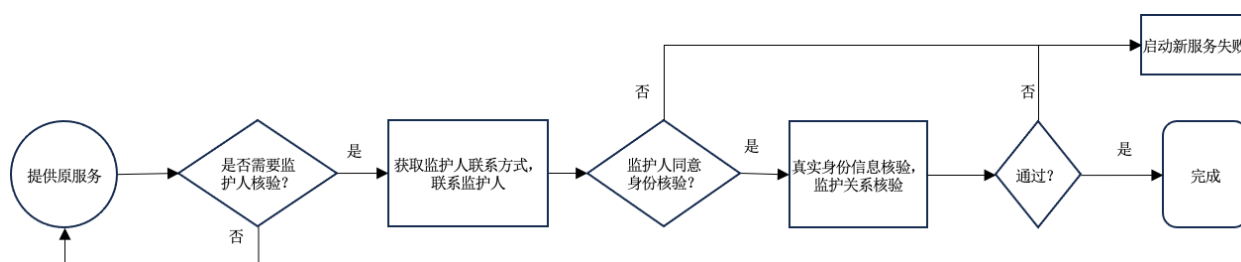 启动新服务失败
否
否
提供原服务
是否需要监
护人核验？
是
获取监护人联系方式，
联系监护人
监护人同意
身份核验？
是
真实身份信息核验，
监护关系核验
通过？
是
完成
否